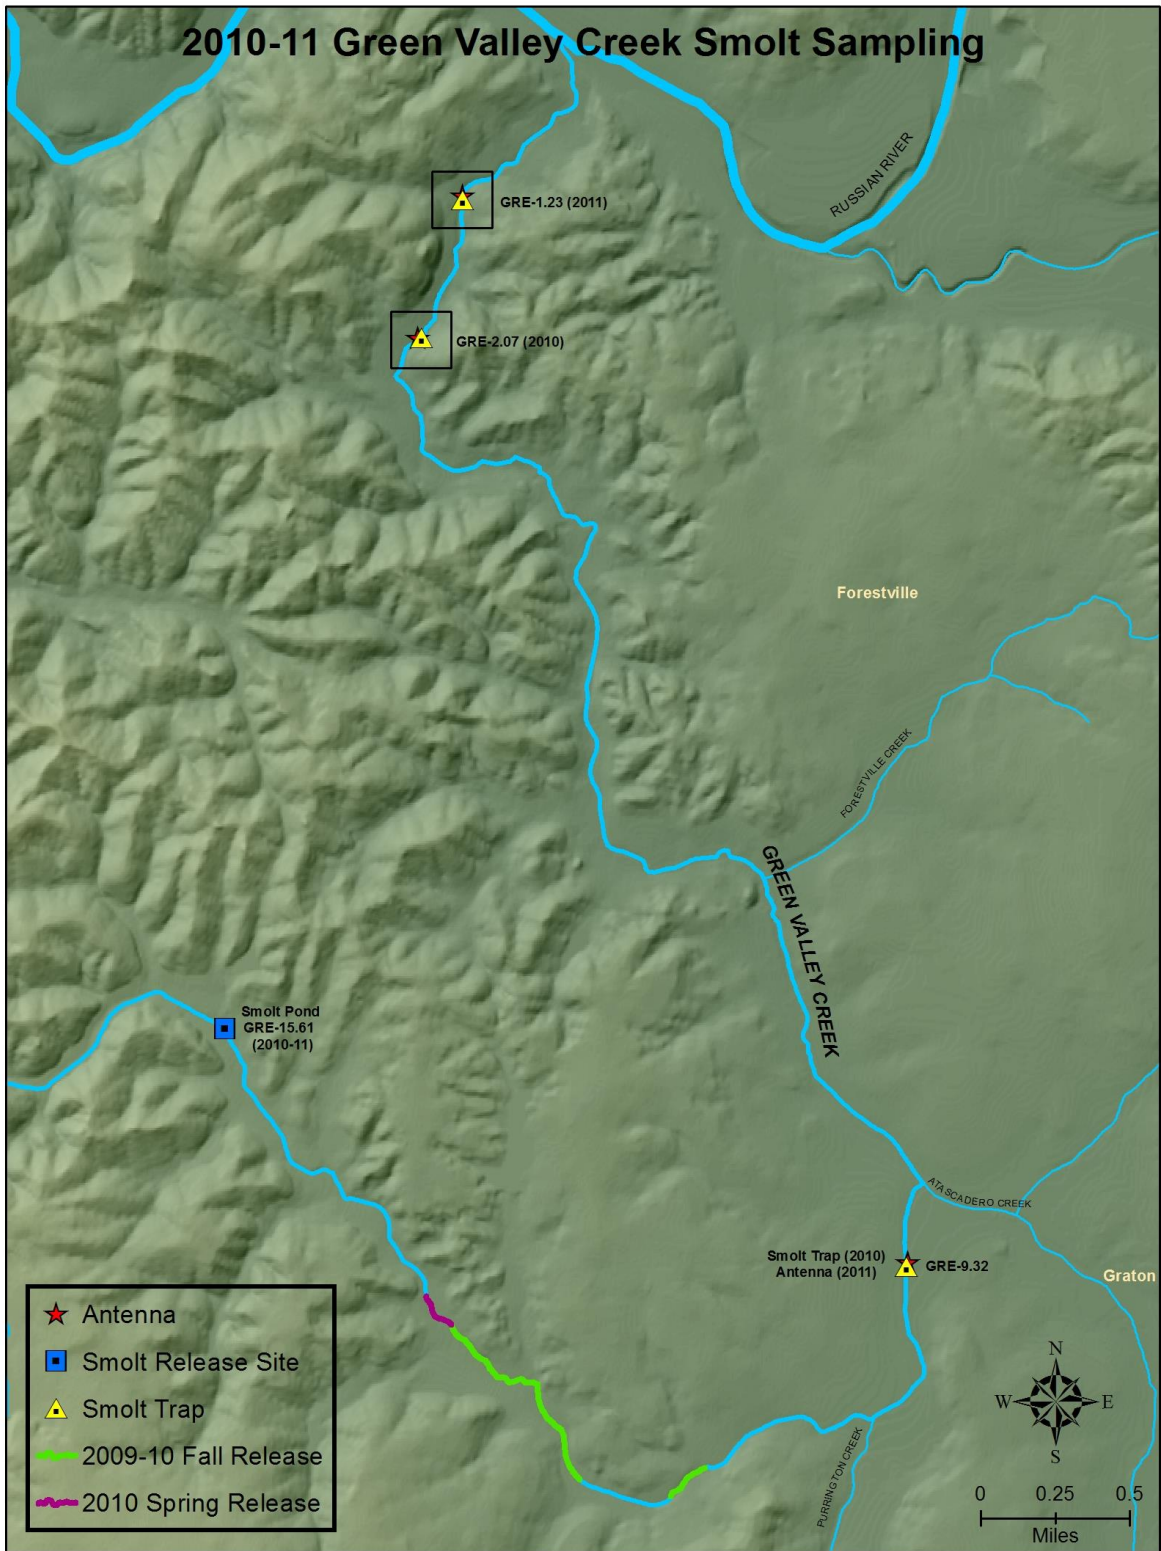 2010-11 Green Valley Creek Smolt Sampling
RUSSIAN RIVER
GRE-1.23 (2011)
GRE-2.07 (2010)
Forestville
FORESTVILLE CREEK
GREEN VALLEY CREEK
Smolt Pond
GRE-15.61
(2010-11)
ATASCADERO CREEK
Smolt Trap (2010)
Antenna (2011)
GRE-9.32
Graton
PURRINGTON CREEK
Antenna
Smolt Release Site
Smolt Trap
2009-10 Fall Release
2010 Spring Release
N
W
E
S
0 0.25 0.5
Miles